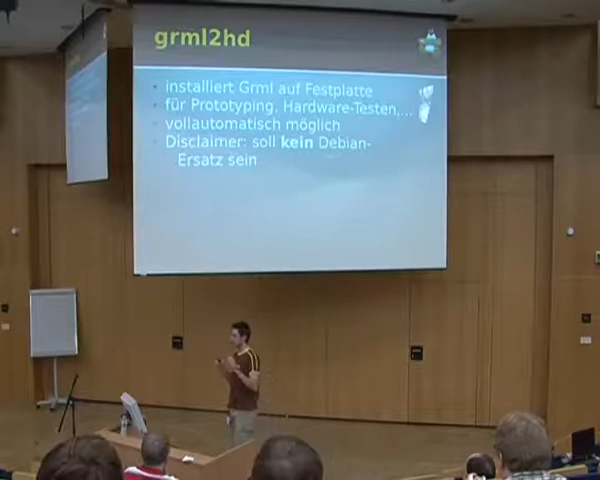 grml2hd
installiert Grml auf Festplatte
für Prototyping, Hardware-Testen,...
vollautomatisch möglich
Disclaimer: soll kein Debian-
Ersatz sein